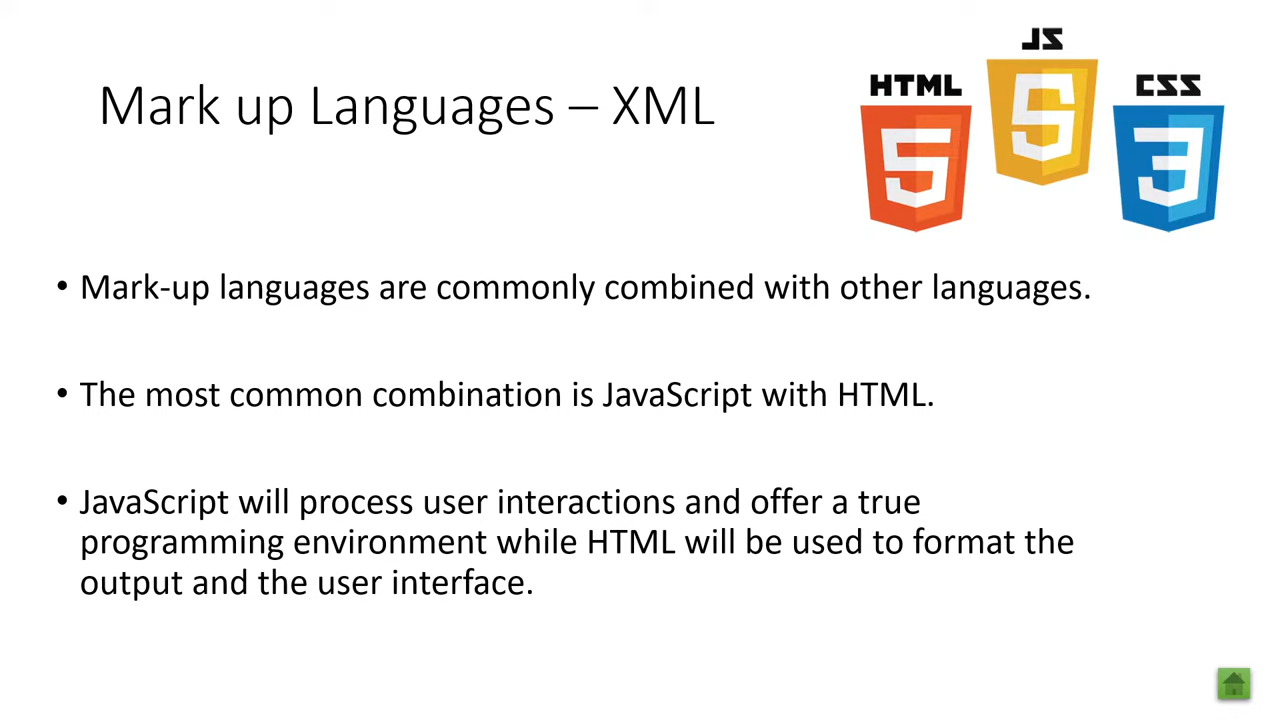 Mark up Languages – XML
JS
HTML
CSS
5
5
3
• Mark-up languages are commonly combined with other languages.
• The most common combination is JavaScript with HTML.
• JavaScript will process user interactions and offer a true
programming environment while HTML will be used to format the
output and the user interface.